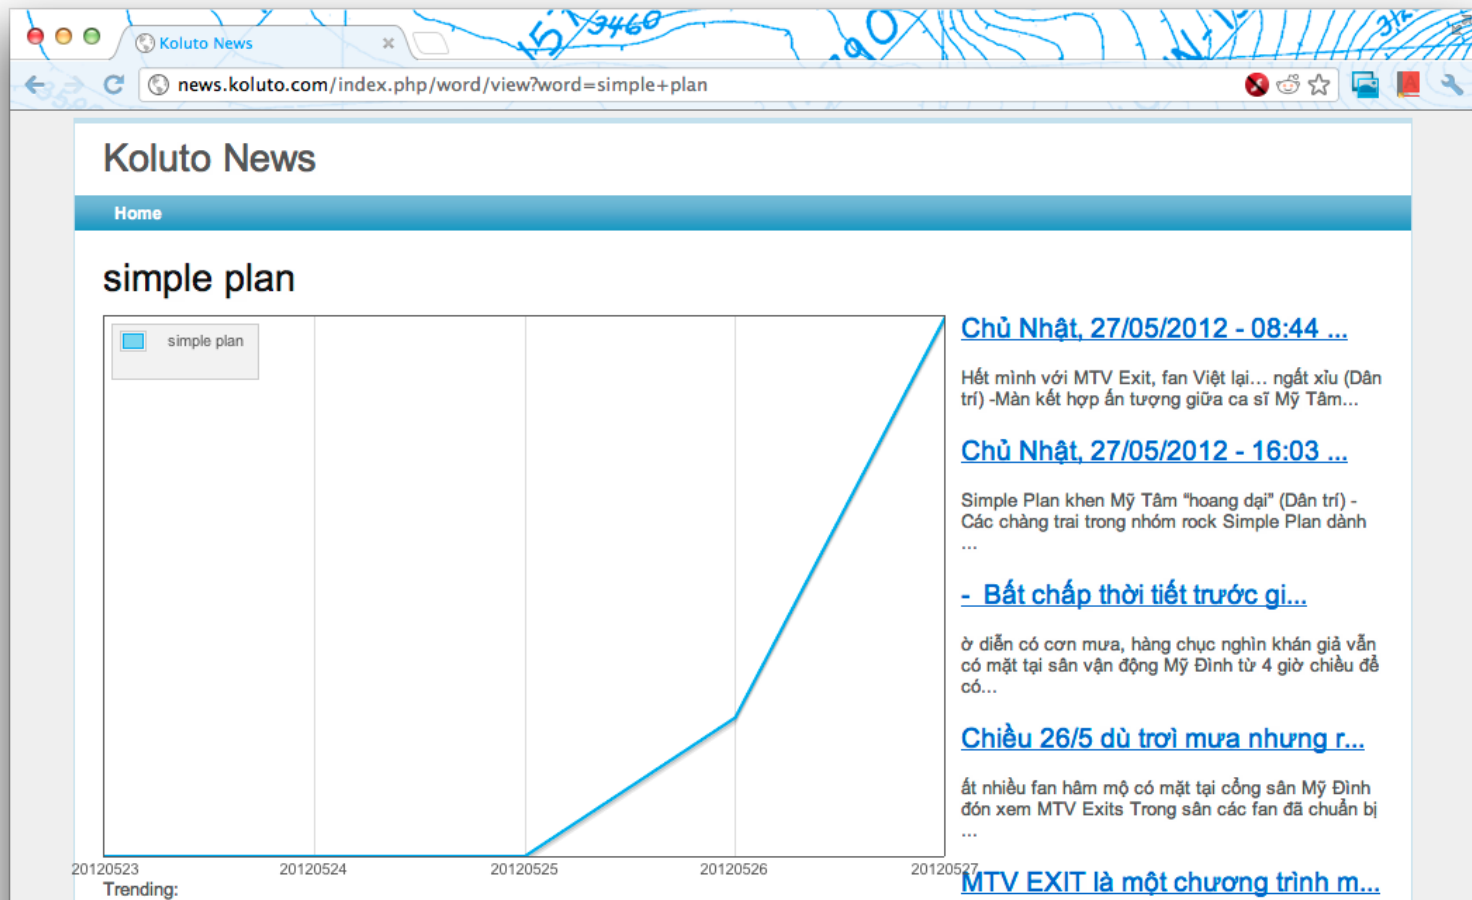 3460
Koluto News
news.koluto.com/index.php/word/view?word=simple+plan
Koluto News
Home
simple plan
simple plan
20120523
20120524
20120525
20120526
20120527
Trending:
Chủ Nhật, 27/05/2012 - 08:44 ...
Hết mình với MTV Exit, fan Việt lại... ngất xỉu (Dân
trí) -Màn kết hợp ấn tượng giữa ca sĩ Mỹ Tâm...
Chủ Nhật, 27/05/2012 - 16:03 ...
Simple Plan khen Mỹ Tâm “hoang dại” (Dân trí) -
Các chàng trai trong nhóm rock Simple Plan dành
...
- Bất chấp thời tiết trước gi...
ờ diễn có cơn mưa, hàng chục nghìn khán giả vẫn
có mặt tại sân vận động Mỹ Đình từ 4 giờ chiều để
có...
Chiều 26/5 dù trơì mưa nhưng r...
ất nhiều fan hâm mộ có mặt tại cổng sân Mỹ Đình
đón xem MTV Exits Trong sân các fan đã chuẩn bị
...
MTV EXIT là một chương trình m...